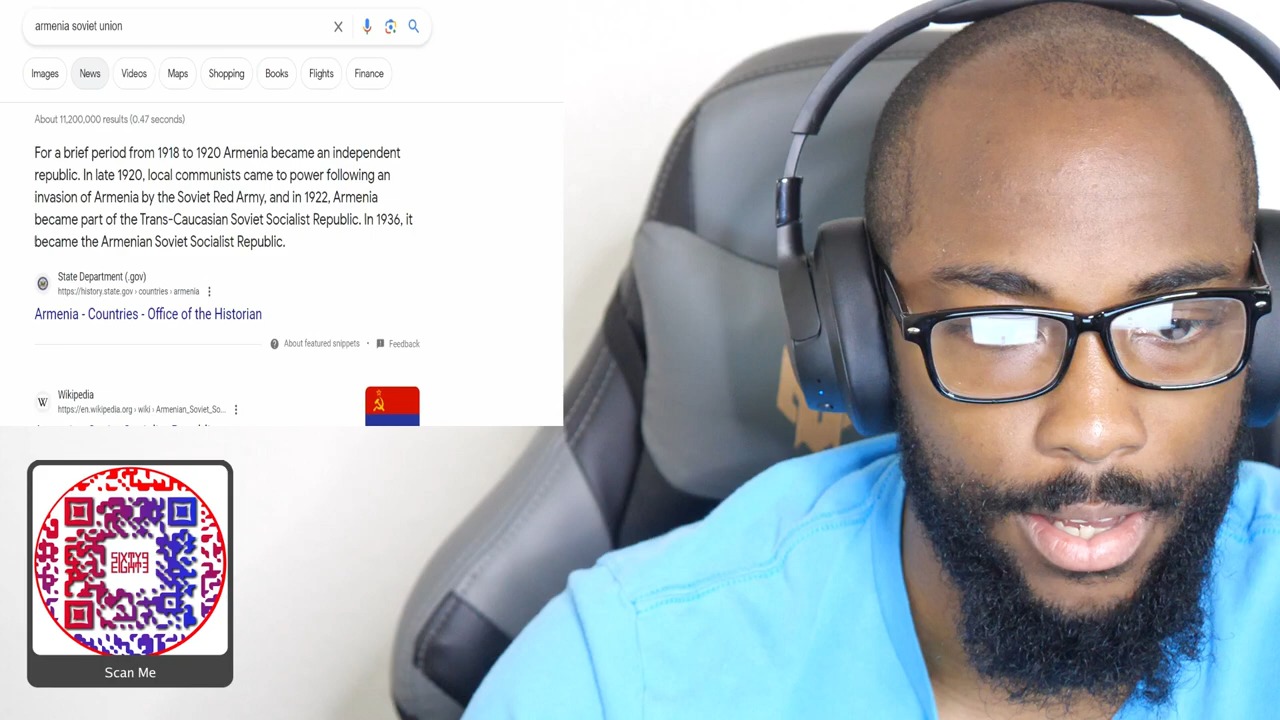 armenia soviet union
Images News Videos Maps Shopping Books Flights Finance
About 11,200,000 results (0.47 seconds)
For a brief period from 1918 to 1920 Armenia became an independent
republic. In late 1920, local communists came to power following an
invasion of Armenia by the Soviet Red Army, and in 1922, Armenia
became part of the Trans-Caucasian Soviet Socialist Republic. In 1936, it
became the Armenian Soviet Socialist Republic.
State Department (.gov)
https://history.state.gov › countries › armenia
Armenia - Countries - Office of the Historian
About featured snippets • Feedback
W
Wikipedia
https://en.wikipedia.org › wiki › Armenian_Soviet_So...
SIXTY9
EIGHT3
Scan Me